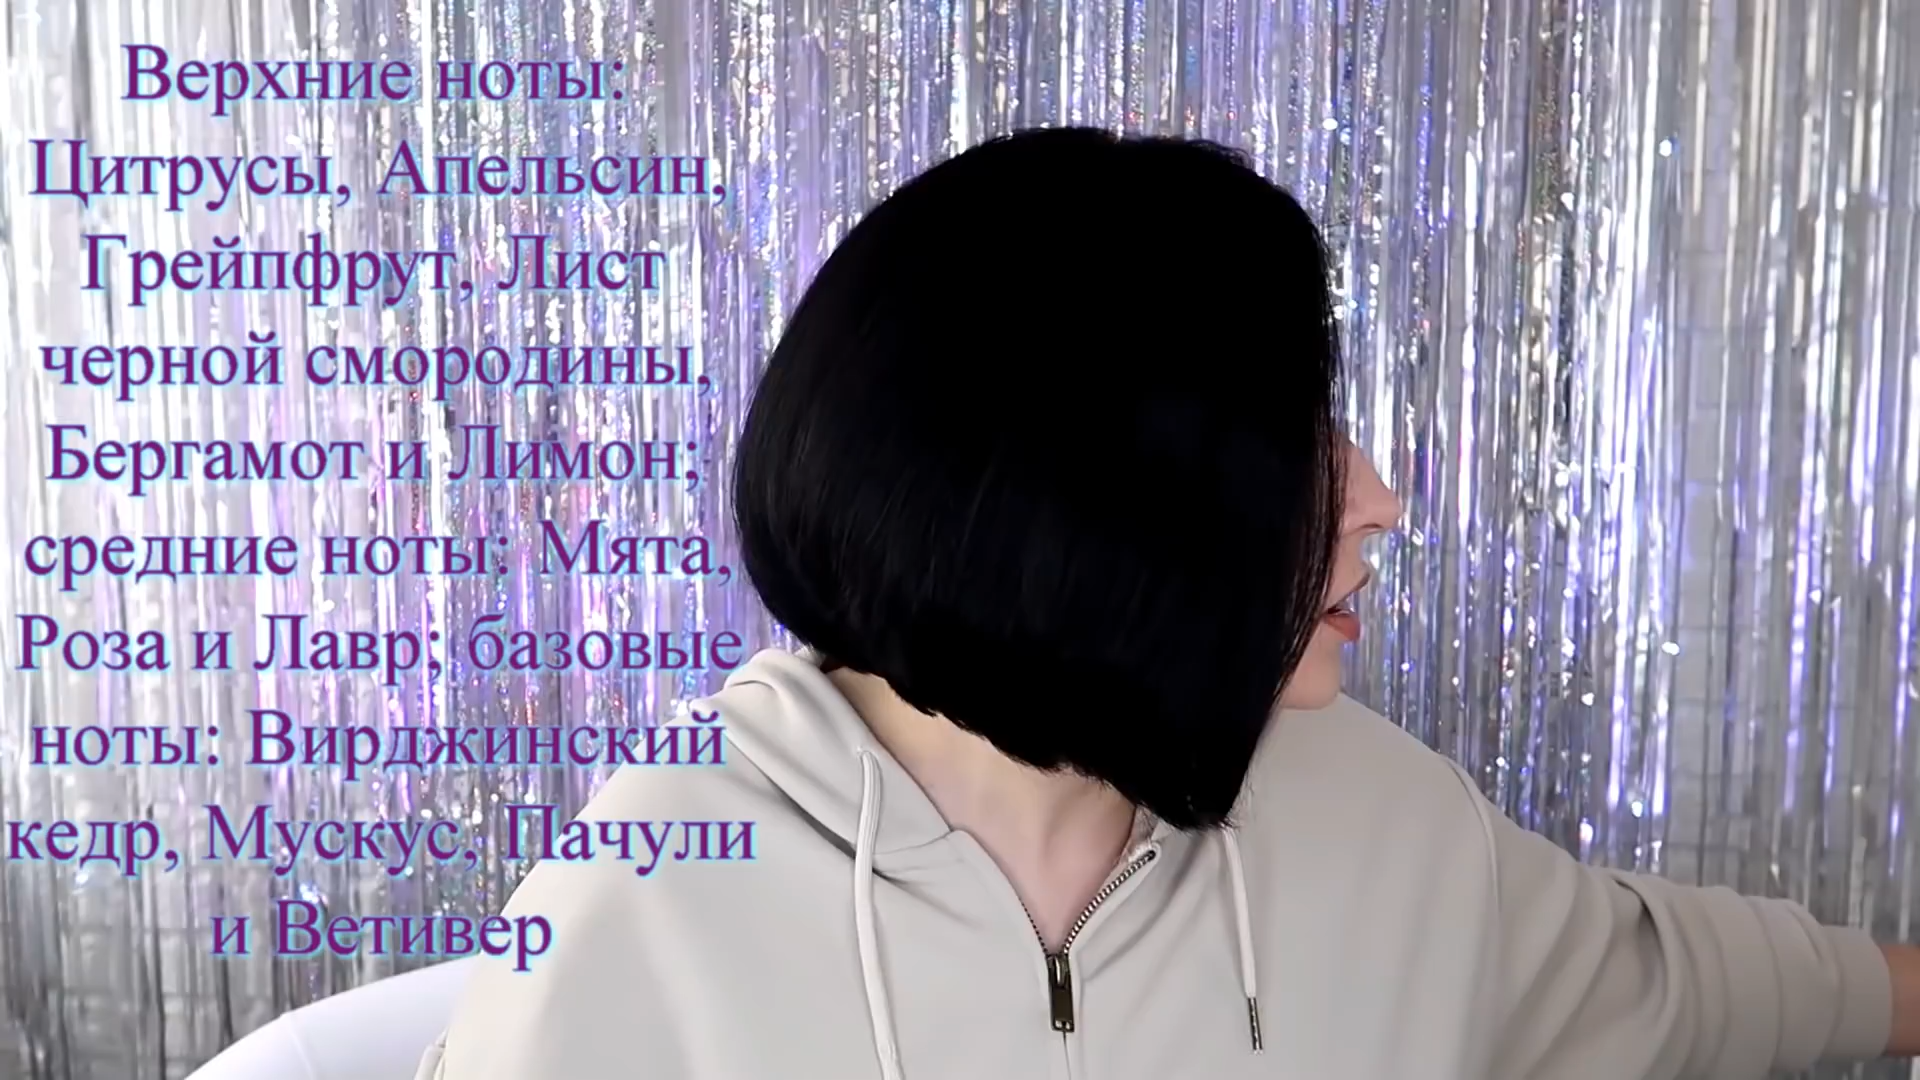 Верхние ноты:
Цитрусы, Апельсин,
Грейпфрут, Лист
черной смородины,
Бергамот и Лимон;
средние ноты: Мята,
Роза и Лавр; базовые
ноты: Вирджинский
кедр, Мускус, Пачули
и Ветивер